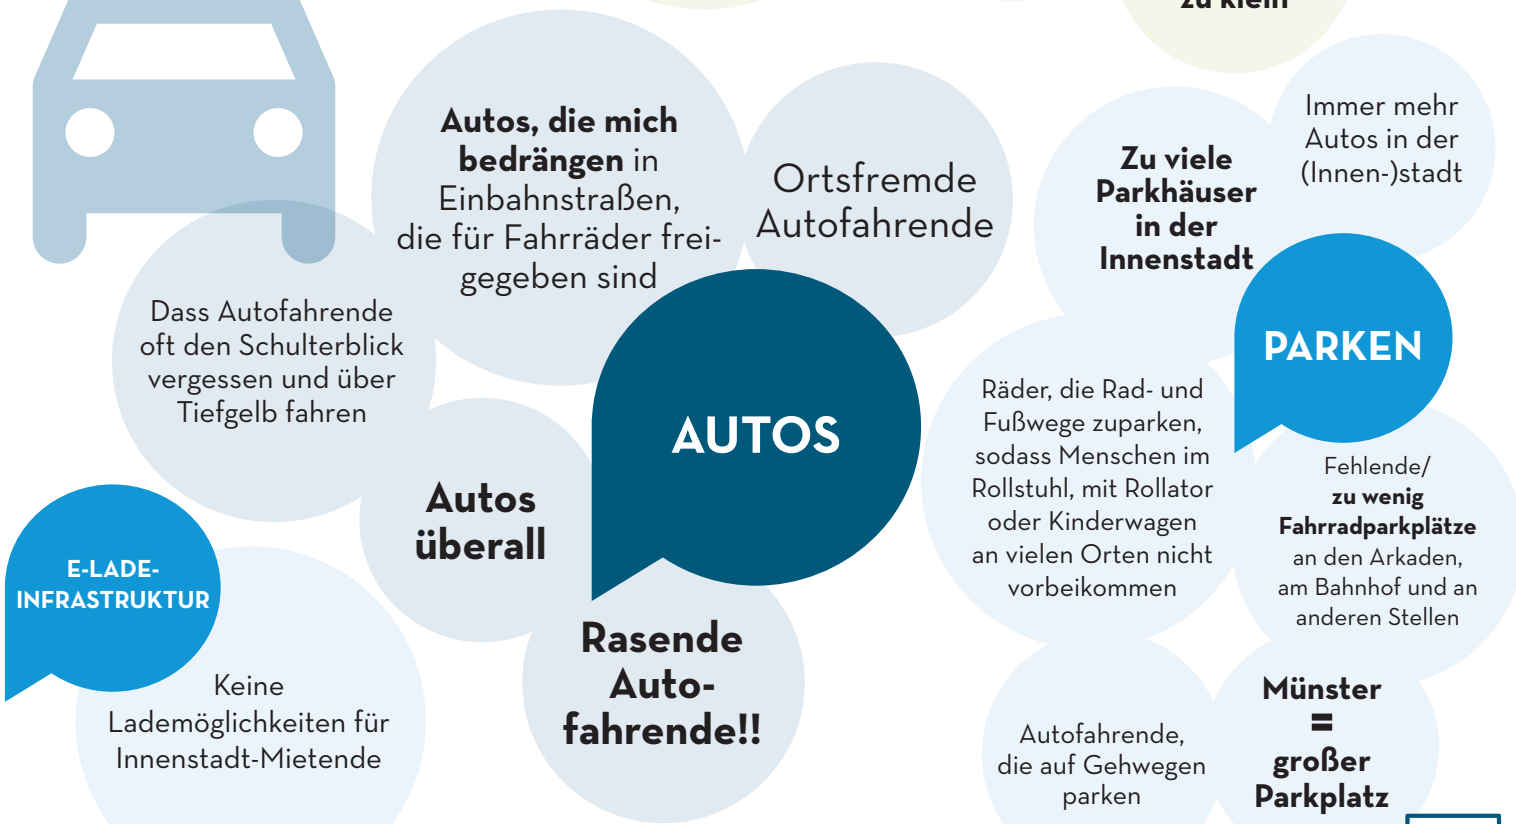 zu klein
Autos, die mich
bedrängen in
Einbahnstraßen,
die für Fahrräder frei-
gegeben sind
Ortsfremde
Autofahrende
Zu viele
Parkhäuser
in der
Innenstadt
Immer mehr
Autos in der
(Innen-)stadt
Dass Autofahrende
oft den Schulterblick
vergessen und über
Tiefgelb fahren
AUTOS
PARKEN
Räder, die Rad- und
Fußwege zuparken,
sodass Menschen im
Rollstuhl, mit Rollator
oder Kinderwagen
an vielen Orten nicht
vorbeikommen
Fehlende/
zu wenig
Fahrradparkplätze
an den Arkaden,
am Bahnhof und an
anderen Stellen
Autos
überall
E-LADE-
INFRASTRUKTUR
Keine
Lademöglichkeiten für
Innenstadt-Mietende
Rasende
Auto-
fahrende!!
Autofahrende,
die auf Gehwegen
parken
Münster
=
großer
Parkplatz